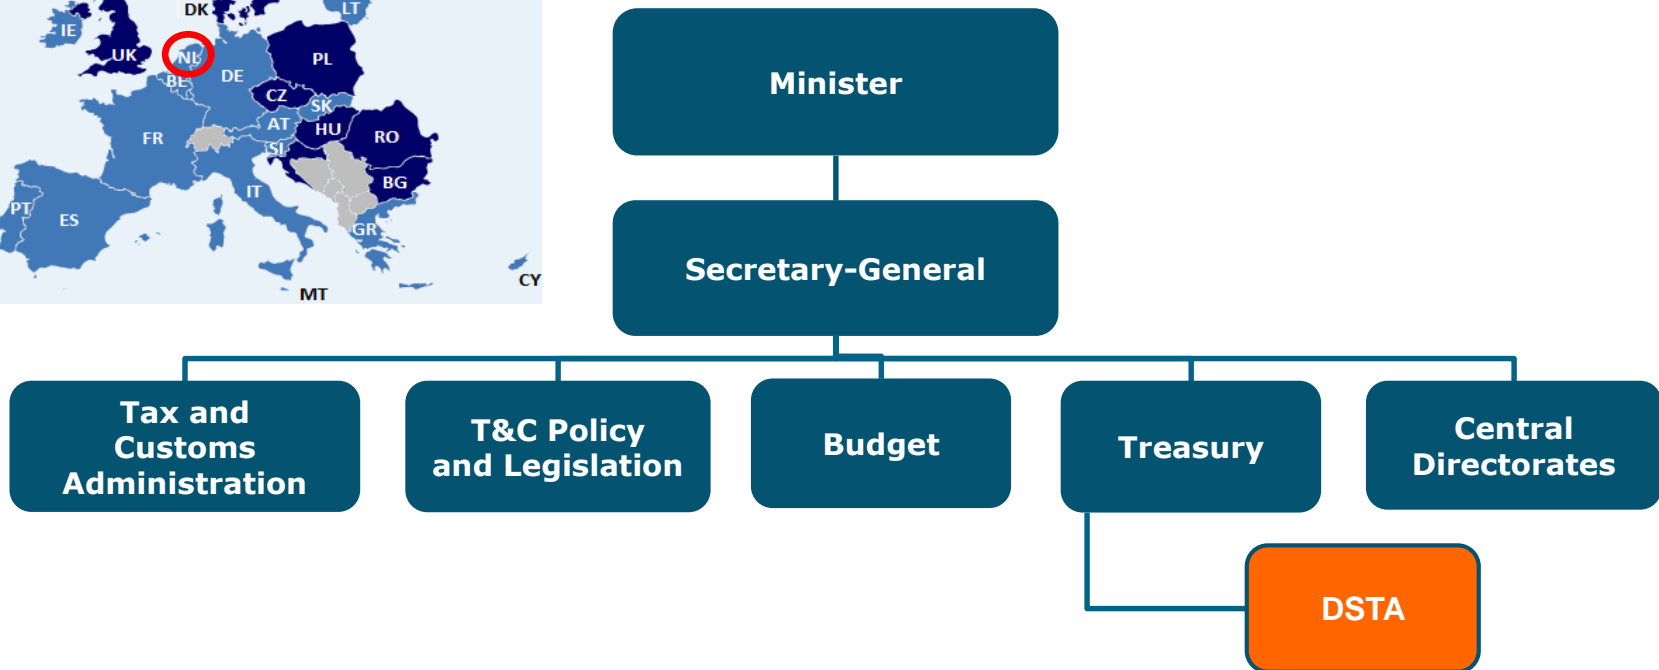 DK
LT
IE
UK
NL
PL
BE
DE
CZ
SK
AT
HU
FR
SI
RO
IT
BG
PT
ES
GR
CY
MT
Minister
Secretary-General
Tax and
Customs
Administration
T&C Policy
and Legislation
Budget
Treasury
Central
Directorates
DSTA